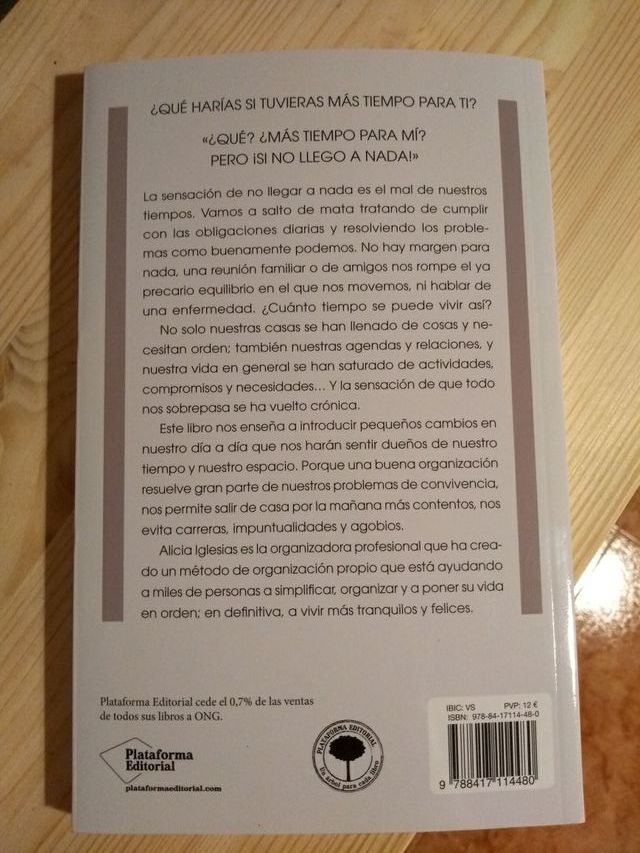 ¿QUÉ HARÍAS SI TUVIERAS MÁS TIEMPO PARA TI?
«¿QUÉ? ¿MÁS TIEMPO PARA MÍ?
PERO ¡SI NO LLEGO A NADA!»
La sensación de no llegar a nada es el mal de nuestros
tiempos. Vamos a salto de mata tratando de cumplir
con las obligaciones diarias y resolviendo los proble-
mas como buenamente podemos. No hay margen para
nada, una reunión familiar o de amigos nos rompe el ya
precario equilibrio en el que nos movemos, ni hablar de
una enfermedad. ¿Cuánto tiempo se puede vivir así?
No solo nuestras casas se han llenado de cosas y ne-
cesitan orden; también nuestras agendas y relaciones, y
nuestra vida en general se han saturado de actividades,
compromisos y necesidades... Y la sensación de que todo
nos sobrepasa se ha vuelto crónica.
Este libro nos enseña a introducir pequeños cambios en
nuestro día a día que nos harán sentir dueños de nuestro
tiempo y nuestro espacio. Porque una buena organización
resuelve gran parte de nuestros problemas de convivencia,
nos permite salir de casa por la mañana más contentos, nos
evita carreras, impuntualidades y agobios.
Alicia Iglesias es la organizadora profesional que ha crea-
do un método de organización propio que está ayudando
a miles de personas a simplificar, organizar y a poner su vida
en orden; en definitiva, a vivir más tranquilos y felices.
Plataforma Editorial cede el 0,7% de las ventas
de todos sus libros a ONG.
Plataforma
Editorial
plataformaeditorial.com
PLATAFORMA EDITORIAL
Un árbol para cada libro
IBIC: VS PVP: 12 €
ISBN: 978-84-17114-48-0
9 788417 114480